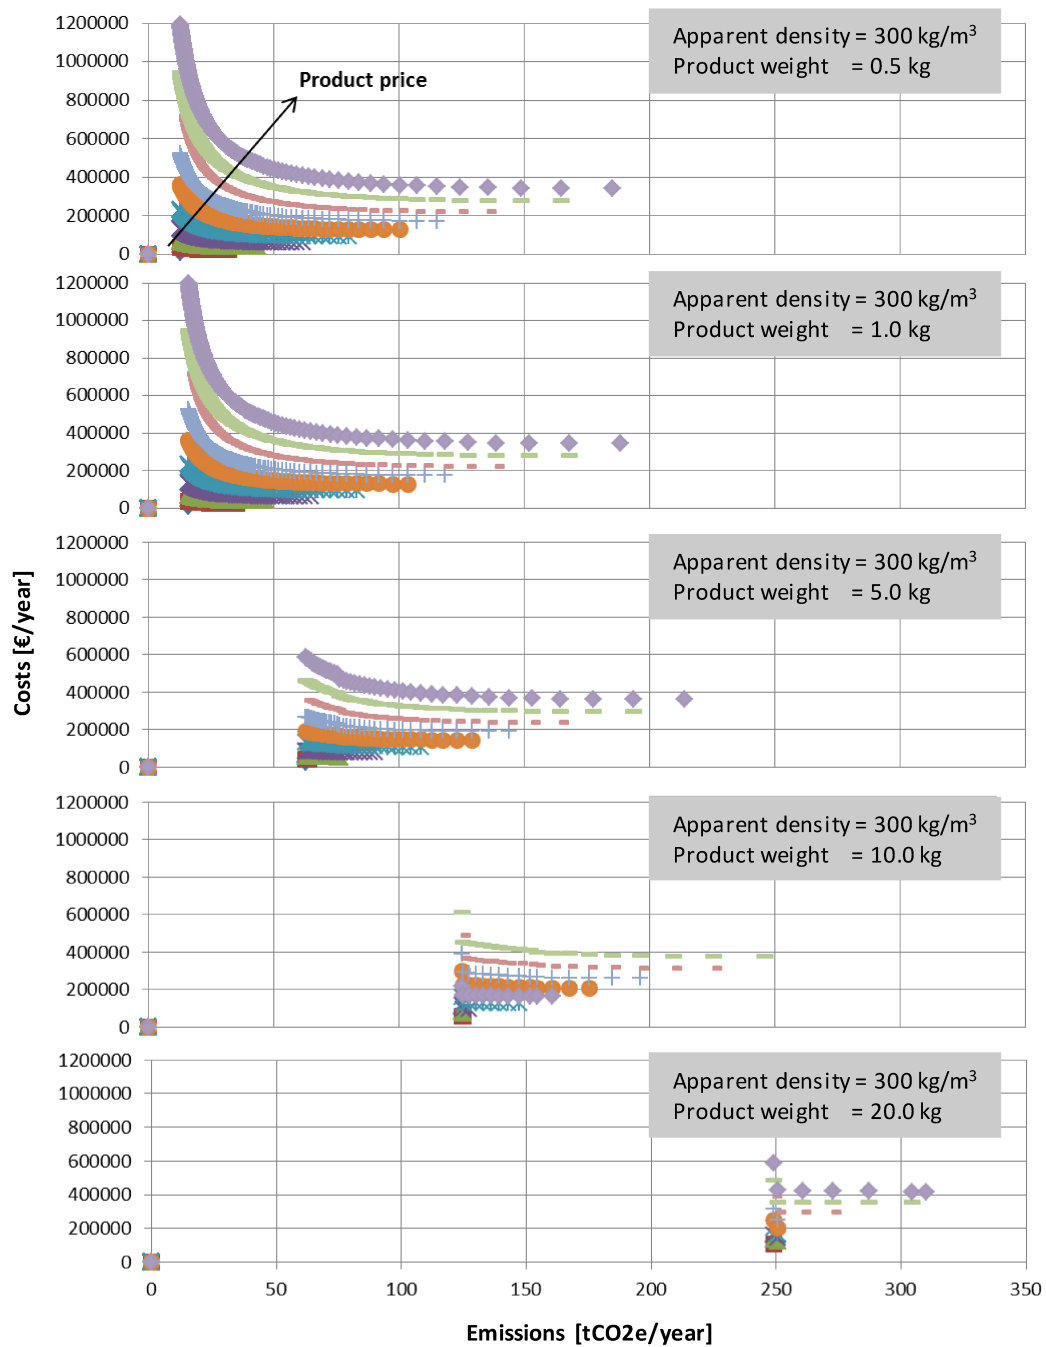 1200000
1000000
800000
600000
400000
200000
0
Product price
Apparent density = 300 kg/m³
Product weight = 0.5 kg
1200000
1000000
800000
600000
400000
200000
0
Apparent density = 300 kg/m³
Product weight = 1.0 kg
Costs [€/year]
1200000
1000000
800000
600000
400000
200000
0
Apparent density = 300 kg/m³
Product weight = 5.0 kg
1200000
1000000
800000
600000
400000
200000
0
Apparent density = 300 kg/m³
Product weight = 10.0 kg
1200000
1000000
800000
600000
400000
200000
0
Apparent density = 300 kg/m³
Product weight = 20.0 kg
0 50 100 150 200 250 300 350
Emissions [tCO2e/year]